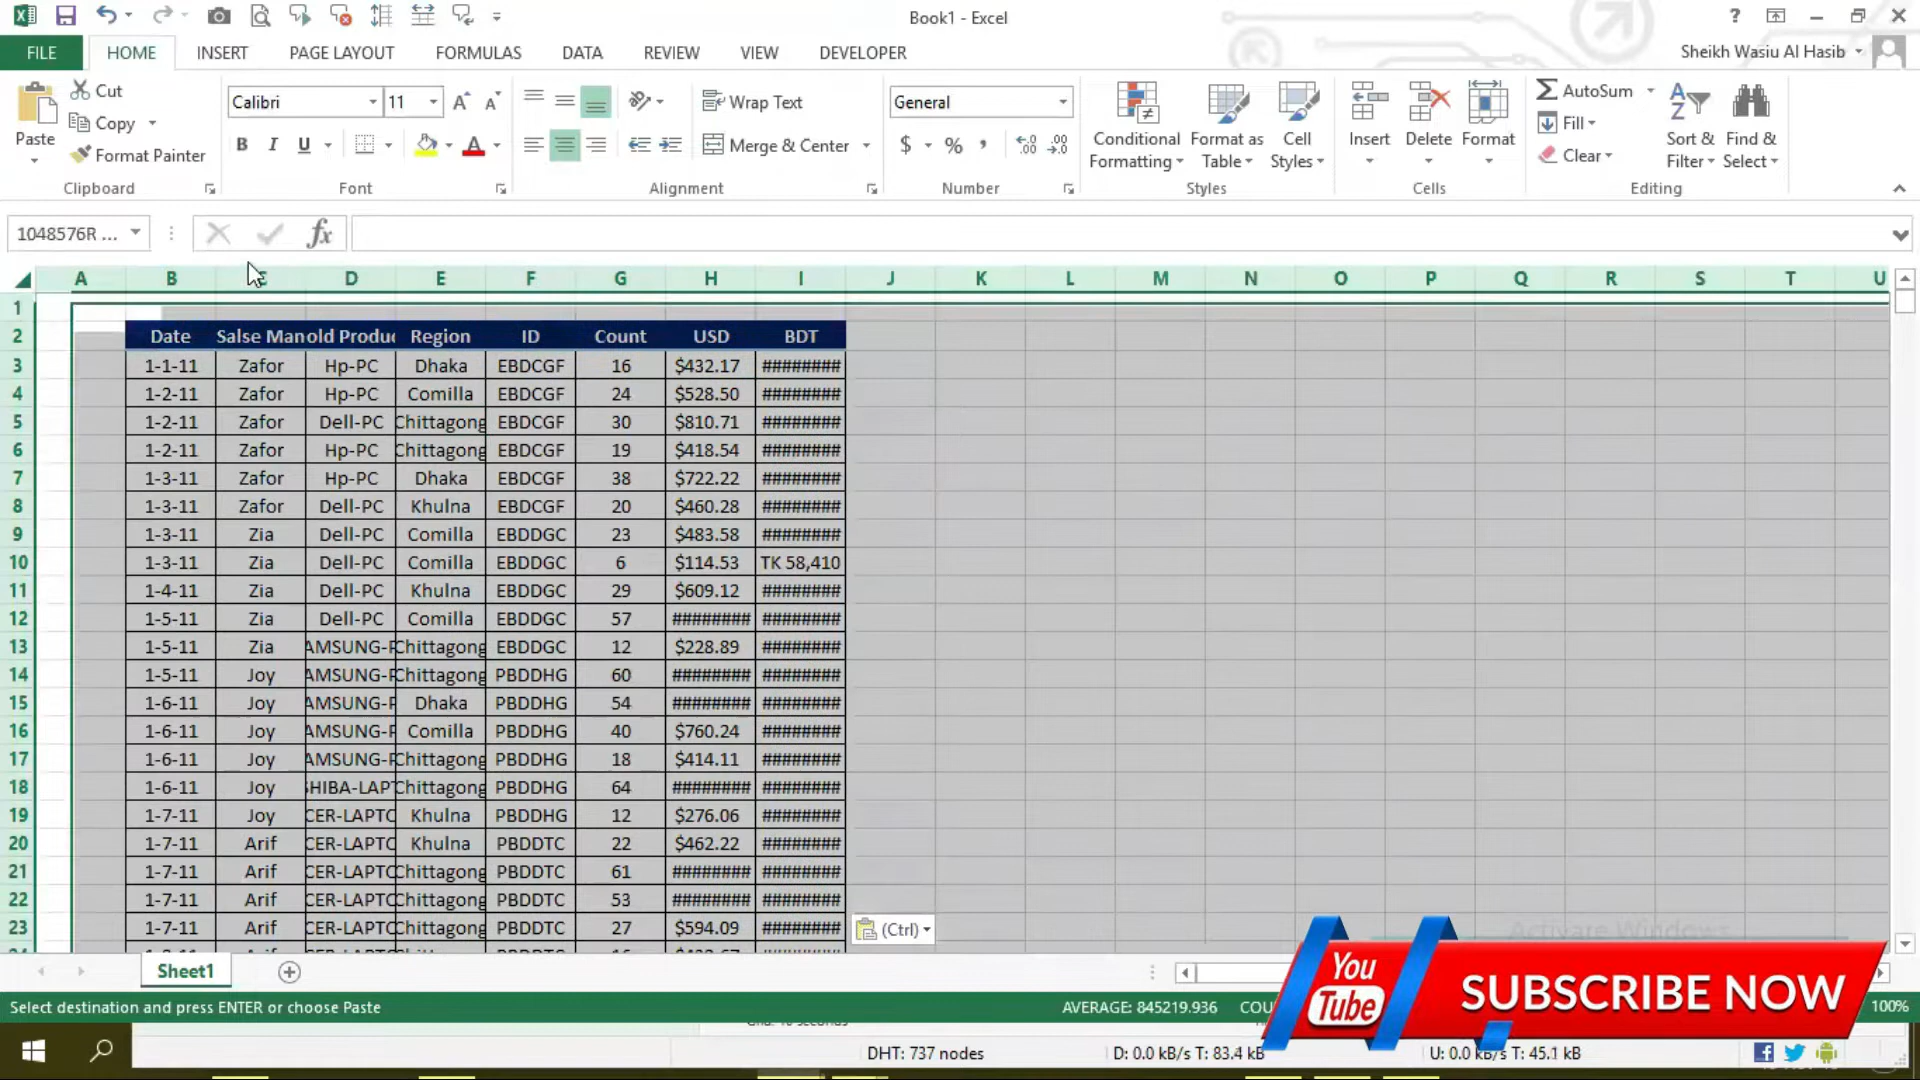 Book1 - Excel
?
FILE HOME INSERT PAGE LAYOUT FORMULAS DATA REVIEW VIEW DEVELOPER
Sheikh Wasiu Al Hasib
Paste
Cut
Copy
Format Painter
Clipboard
Calibri 11
B I U
Font
Wrap Text
Merge & Center
Alignment
General
$ % ,
Number
Conditional Formatting
Format as Table
Cell Styles
Styles
Insert Delete Format
Cells
AutoSum
Fill
Clear
Sort & Filter
Find & Select
Editing
1048576R ...
fx
A B C D E F G H I J K L M N O P Q R S T U
1
2 Date Salse Man old Produc Region ID Count USD BDT
3 1-1-11 Zafor Hp-PC Dhaka EBDCGF 16 $432.17 ########
4 1-2-11 Zafor Hp-PC Comilla EBDCGF 24 $528.50 ########
5 1-2-11 Zafor Dell-PC Chittagong EBDCGF 30 $810.71 ########
6 1-2-11 Zafor Hp-PC Chittagong EBDCGF 19 $418.54 ########
7 1-3-11 Zafor Hp-PC Dhaka EBDCGF 38 $722.22 ########
8 1-3-11 Zafor Dell-PC Khulna EBDCGF 20 $460.28 ########
9 1-3-11 Zia Dell-PC Comilla EBDDGC 23 $483.58 ########
10 1-3-11 Zia Dell-PC Comilla EBDDGC 6 $114.53 TK 58,410
11 1-4-11 Zia Dell-PC Khulna EBDDGC 29 $609.12 ########
12 1-5-11 Zia Dell-PC Comilla EBDDGC 57 ######## ########
13 1-5-11 Zia AMSUNG-P Chittagong EBDDGC 12 $228.89 ########
14 1-5-11 Joy AMSUNG-P Chittagong PBDDHG 60 ######## ########
15 1-6-11 Joy AMSUNG-P Dhaka PBDDHG 54 ######## ########
16 1-6-11 Joy AMSUNG-P Comilla PBDDHG 40 $760.24 ########
17 1-6-11 Joy AMSUNG-P Chittagong PBDDHG 18 $414.11 ########
18 1-6-11 Joy SHIBA-LAPT Chittagong PBDDHG 64 ######## ########
19 1-7-11 Joy CER-LAPTO Khulna PBDDHG 12 $276.06 ########
20 1-7-11 Arif CER-LAPTO Khulna PBDDTC 22 $462.22 ########
21 1-7-11 Arif CER-LAPTO Chittagong PBDDTC 61 ######## ########
22 1-7-11 Arif CER-LAPTO Chittagong PBDDTC 53 ######## ########
23 1-7-11 Arif CER-LAPTO Chittagong PBDDTC 27 $594.09 ########
(Ctrl)
Activate Windows
Sheet1
You Tube SUBSCRIBE NOW
Select destination and press ENTER or choose Paste AVERAGE: 845219.936 COU 100%
DHT: 737 nodes D: 0.0 kB/s T: 83.4 kB U: 0.0 kB/s T: 45.1 kB